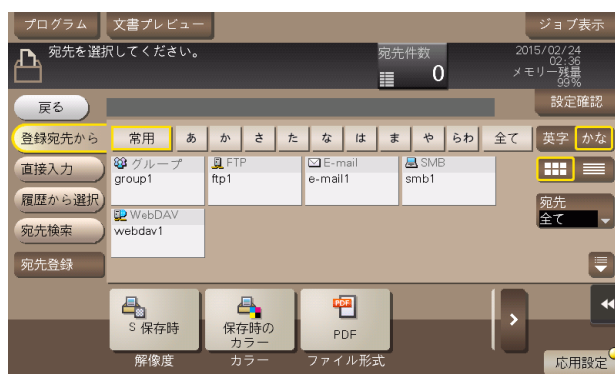 プログラム
文書プレビュー
ジョブ表示
宛先を選択してください。
宛先件数
0
2015/02/24
02:36
メモリー残量
99%
戻る
設定確認
登録宛先から
常用
あ
か
さ
た
な
は
ま
や
らわ
全て
英字
かな
直接入力
グループ
group1
FTP
ftp1
E-mail
e-mail1
SMB
smb1
履歴から選択
宛先
全て
WebDAV
webdav1
宛先検索
宛先登録
S 保存時
解像度
保存時の
カラー
カラー
PDF
PDF
ファイル形式
応用設定